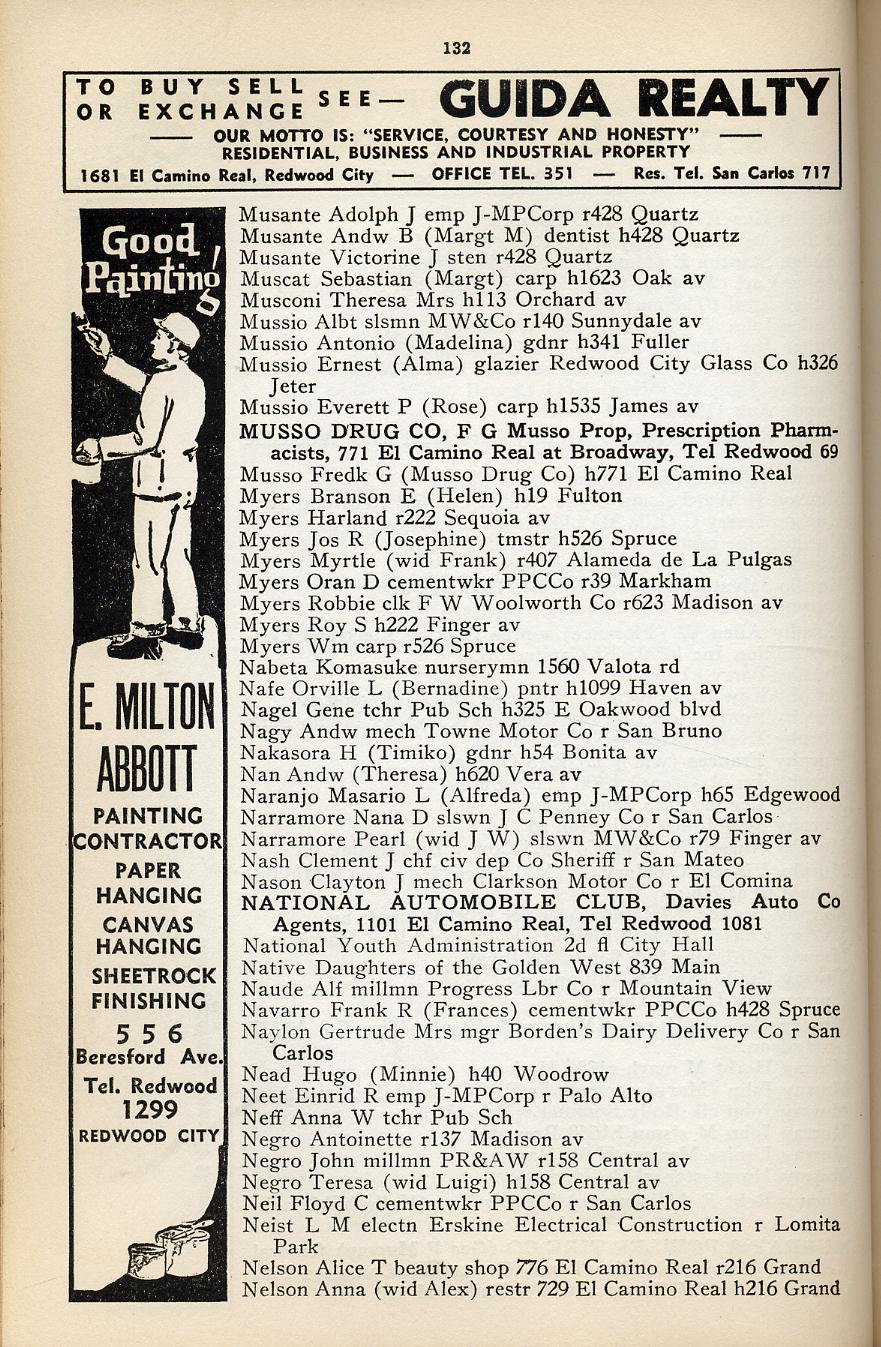 132
TO BUY SELL
OR EXCHANGE SEE— GUIDA REALTY
— OUR MOTTO IS: "SERVICE, COURTESY AND HONESTY" —
RESIDENTIAL, BUSINESS AND INDUSTRIAL PROPERTY
1681 El Camino Real, Redwood City — OFFICE TEL. 351 — Res. Tel. San Carlos 717
Good
Painting!
E. MILTON
ABBOTT
PAINTING
CONTRACTOR
PAPER
HANGING
CANVAS
HANGING
SHEETROCK
FINISHING
556
Beresford Ave.
Tel. Redwood
1299
REDWOOD CITY
Musante Adolph J emp J-MPCorp r428 Quartz
Musante Andw B (Margt M) dentist h428 Quartz
Musante Victorine J sten r428 Quartz
Muscat Sebastian (Margt) carp h1623 Oak av
Musconi Theresa Mrs h113 Orchard av
Mussio Albt slsmn MW&Co r140 Sunnydale av
Mussio Antonio (Madelina) gdnr h341 Fuller
Mussio Ernest (Alma) glazier Redwood City Glass Co h326
Jeter
Mussio Everett P (Rose) carp h1535 James av
MUSSO DRUG CO, F G Musso Prop, Prescription Pharm-
acists, 771 El Camino Real at Broadway, Tel Redwood 69
Musso Fredk G (Musso Drug Co) h771 El Camino Real
Myers Branson E (Helen) h19 Fulton
Myers Harland r222 Sequoia av
Myers Jos R (Josephine) tmstr h526 Spruce
Myers Myrtle (wid Frank) r407 Alameda de La Pulgas
Myers Oran D cementwkr PPCCo r39 Markham
Myers Robbie clk F W Woolworth Co r623 Madison av
Myers Roy S h222 Finger av
Myers Wm carp r526 Spruce
Nabeta Komasuke nurserymn 1560 Valota rd
Nafe Orville L (Bernadine) pntr h1099 Haven av
Nagel Gene tchr Pub Sch h325 E Oakwood blvd
Nagy Andw mech Towne Motor Co r San Bruno
Nakasora H (Timiko) gdnr h54 Bonita av
Nan Andw (Theresa) h620 Vera av
Naranjo Masario L (Alfreda) emp J-MPCorp h65 Edgewood
Narramore Nana D slswn J C Penney Co r San Carlos
Narramore Pearl (wid J W) slswn MW&Co r79 Finger av
Nash Clement J chf civ dep Co Sheriff r San Mateo
Nason Clayton J mech Clarkson Motor Co r El Comina
NATIONAL AUTOMOBILE CLUB, Davies Auto Co
Agents, 1101 El Camino Real, Tel Redwood 1081
National Youth Administration 2d fl City Hall
Native Daughters of the Golden West 839 Main
Naude Alf millmn Progress Lbr Co r Mountain View
Navarro Frank R (Frances) cementwkr PPCCo h428 Spruce
Naylon Gertrude Mrs mgr Borden's Dairy Delivery Co r San
Carlos
Nead Hugo (Minnie) h40 Woodrow
Neet Einrid R emp J-MPCorp r Palo Alto
Neff Anna W tchr Pub Sch
Negro Antoinette r137 Madison av
Negro John millmn PR&AW r158 Central av
Negro Teresa (wid Luigi) h158 Central av
Neil Floyd C cementwkr PPCCo r San Carlos
Neist L M electn Erskine Electrical Construction r Lomita
Park
Nelson Alice T beauty shop 776 El Camino Real r216 Grand
Nelson Anna (wid Alex) restr 729 El Camino Real h216 Grand